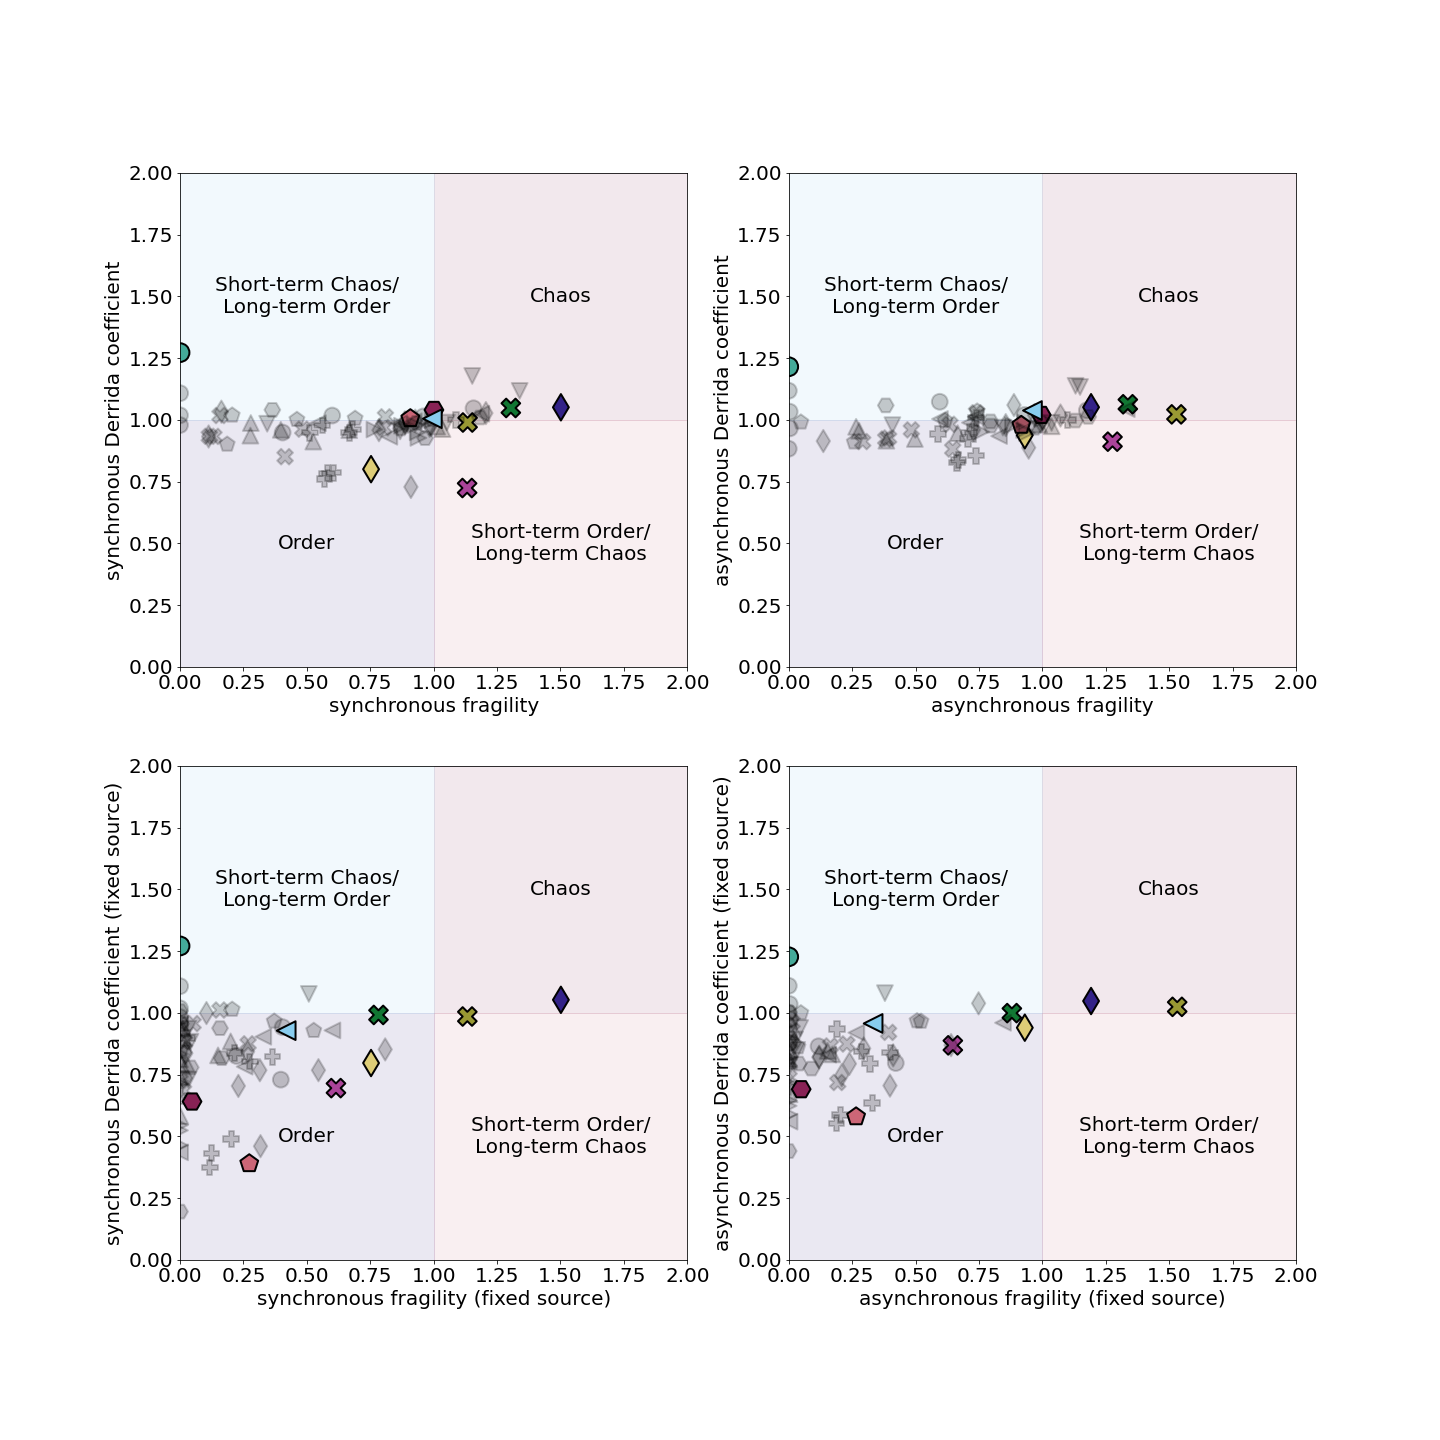 2.00
1.75
1.50
1.25
1.00
0.75
0.50
0.25
0.00
synchronous Derrida coefficient
Short-term Chaos/
Long-term Order
Chaos
Order
Short-term Order/
Long-term Chaos
0.00 0.25 0.50 0.75 1.00 1.25 1.50 1.75 2.00
synchronous fragility
2.00
1.75
1.50
1.25
1.00
0.75
0.50
0.25
0.00
asynchronous Derrida coefficient
Short-term Chaos/
Long-term Order
Chaos
Order
Short-term Order/
Long-term Chaos
0.00 0.25 0.50 0.75 1.00 1.25 1.50 1.75 2.00
asynchronous fragility
2.00
1.75
1.50
1.25
1.00
0.75
0.50
0.25
0.00
synchronous Derrida coefficient (fixed source)
Short-term Chaos/
Long-term Order
Chaos
Order
Short-term Order/
Long-term Chaos
0.00 0.25 0.50 0.75 1.00 1.25 1.50 1.75 2.00
synchronous fragility (fixed source)
2.00
1.75
1.50
1.25
1.00
0.75
0.50
0.25
0.00
asynchronous Derrida coefficient (fixed source)
Short-term Chaos/
Long-term Order
Chaos
Order
Short-term Order/
Long-term Chaos
0.00 0.25 0.50 0.75 1.00 1.25 1.50 1.75 2.00
asynchronous fragility (fixed source)